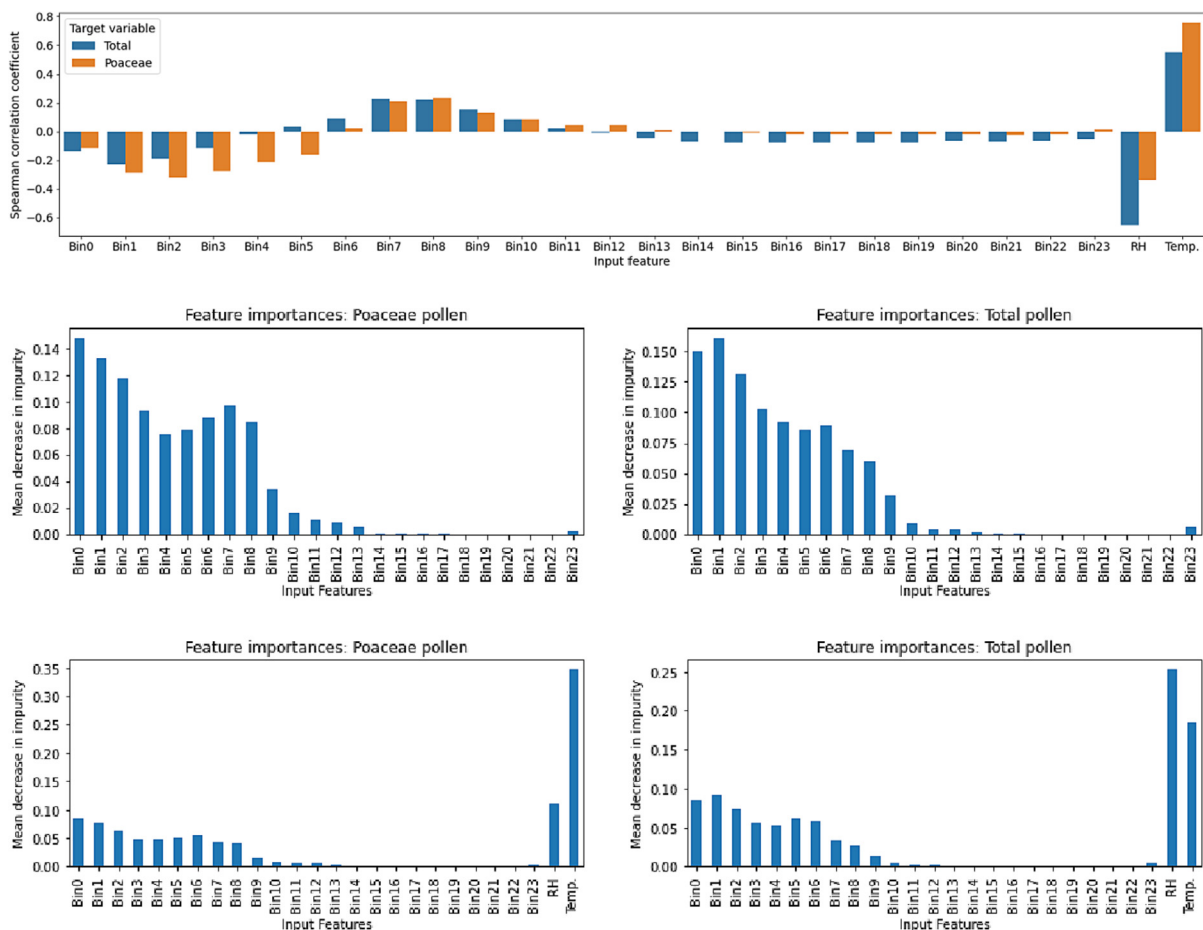 0.8
0.6
0.4
0.2
0.0
−0.2
−0.4
−0.6
Spearman correlation coefficient
Target variable
Total
Poaceae
Bin0 Bin1 Bin2 Bin3 Bin4 Bin5 Bin6 Bin7 Bin8 Bin9 Bin10 Bin11 Bin12 Bin13 Bin14 Bin15 Bin16 Bin17 Bin18 Bin19 Bin20 Bin21 Bin22 Bin23 RH Temp.
Input feature
Feature importances: Poaceae pollen
0.14
0.12
0.10
0.08
0.06
0.04
0.02
0.00
Mean decrease in impurity
Bin0 Bin1 Bin2 Bin3 Bin4 Bin5 Bin6 Bin7 Bin8 Bin9 Bin10 Bin11 Bin12 Bin13 Bin14 Bin15 Bin16 Bin17 Bin18 Bin19 Bin20 Bin21 Bin22 Bin23
Input Features
Feature importances: Total pollen
0.150
0.125
0.100
0.075
0.050
0.025
0.000
Mean decrease in impurity
Bin0 Bin1 Bin2 Bin3 Bin4 Bin5 Bin6 Bin7 Bin8 Bin9 Bin10 Bin11 Bin12 Bin13 Bin14 Bin15 Bin16 Bin17 Bin18 Bin19 Bin20 Bin21 Bin22 Bin23
Input Features
Feature importances: Poaceae pollen
0.35
0.30
0.25
0.20
0.15
0.10
0.05
0.00
Mean decrease in impurity
Bin0 Bin1 Bin2 Bin3 Bin4 Bin5 Bin6 Bin7 Bin8 Bin9 Bin10 Bin11 Bin12 Bin13 Bin14 Bin15 Bin16 Bin17 Bin18 Bin19 Bin20 Bin21 Bin22 Bin23 RH Temp.
Input Features
Feature importances: Total pollen
0.25
0.20
0.15
0.10
0.05
0.00
Mean decrease in impurity
Bin0 Bin1 Bin2 Bin3 Bin4 Bin5 Bin6 Bin7 Bin8 Bin9 Bin10 Bin11 Bin12 Bin13 Bin14 Bin15 Bin16 Bin17 Bin18 Bin19 Bin20 Bin21 Bin22 Bin23 RH Temp.
Input Features